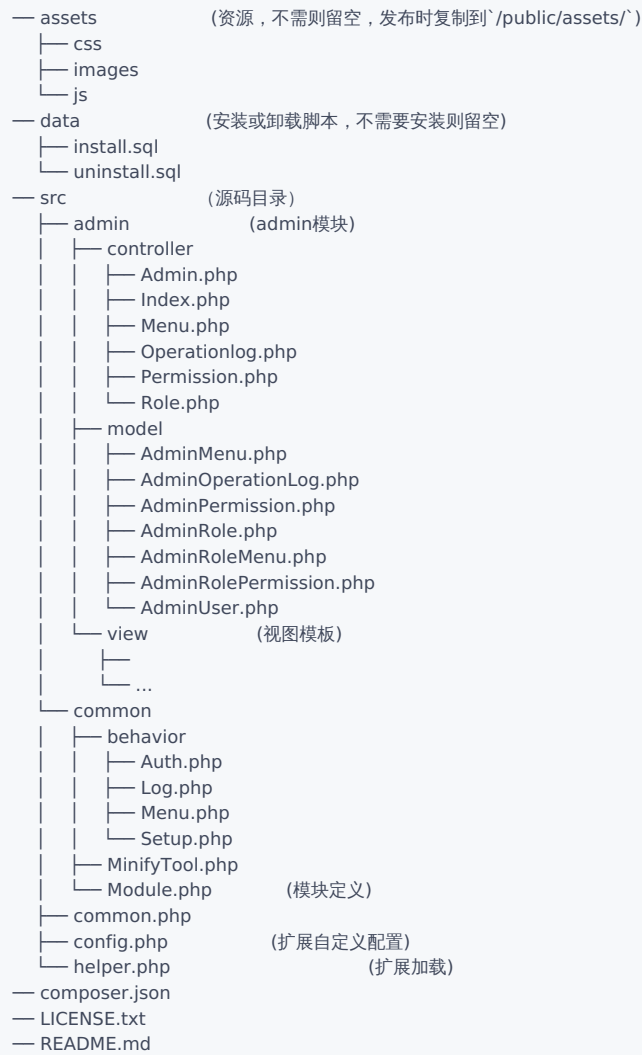 ── assets (资源，不需则留空，发布时复制到`/public/assets/`)
├── css
├── images
└── js
── data (安装或卸载脚本，不需要安装则留空)
├── install.sql
└── uninstall.sql
── src （源码目录）
├── admin (admin模块)
│ ├── controller
│ │ ├── Admin.php
│ │ ├── Index.php
│ │ ├── Menu.php
│ │ ├── Operationlog.php
│ │ ├── Permission.php
│ │ └── Role.php
│ ├── model
│ │ ├── AdminMenu.php
│ │ ├── AdminOperationLog.php
│ │ ├── AdminPermission.php
│ │ ├── AdminRole.php
│ │ ├── AdminRoleMenu.php
│ │ ├── AdminRolePermission.php
│ │ └── AdminUser.php
│ └── view (视图模板)
│ ├──
│ └── ...
└── common
│ ├── behavior
│ │ ├── Auth.php
│ │ ├── Log.php
│ │ ├── Menu.php
│ │ └── Setup.php
│ ├── MinifyTool.php
│ └── Module.php (模块定义)
├── common.php
├── config.php (扩展自定义配置)
└── helper.php (扩展加载)
── composer.json
── LICENSE.txt
── README.md